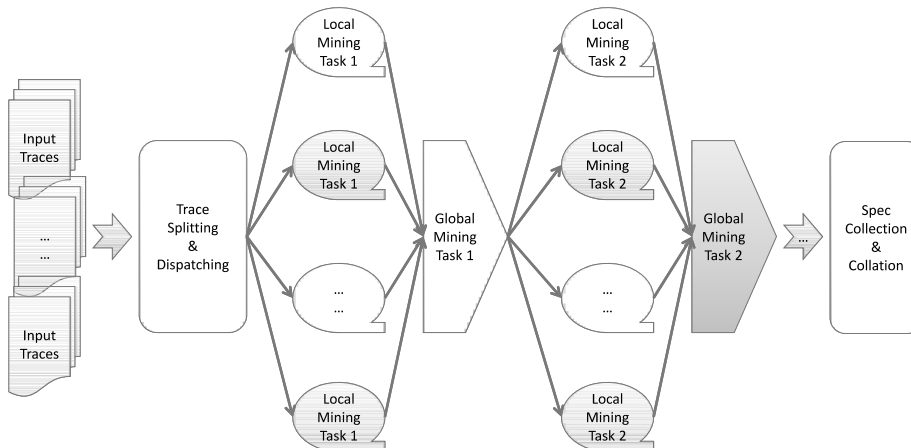 Input
Traces
...
...
Input
Traces
Trace
Splitting
&
Dispatching
Local
Mining
Task 1
Local
Mining
Task 1
...
...
Local
Mining
Task 1
Global
Mining
Task 1
Local
Mining
Task 2
Local
Mining
Task 2
...
...
Local
Mining
Task 2
Global
Mining
Task 2
...
Spec
Collection
&
Collation